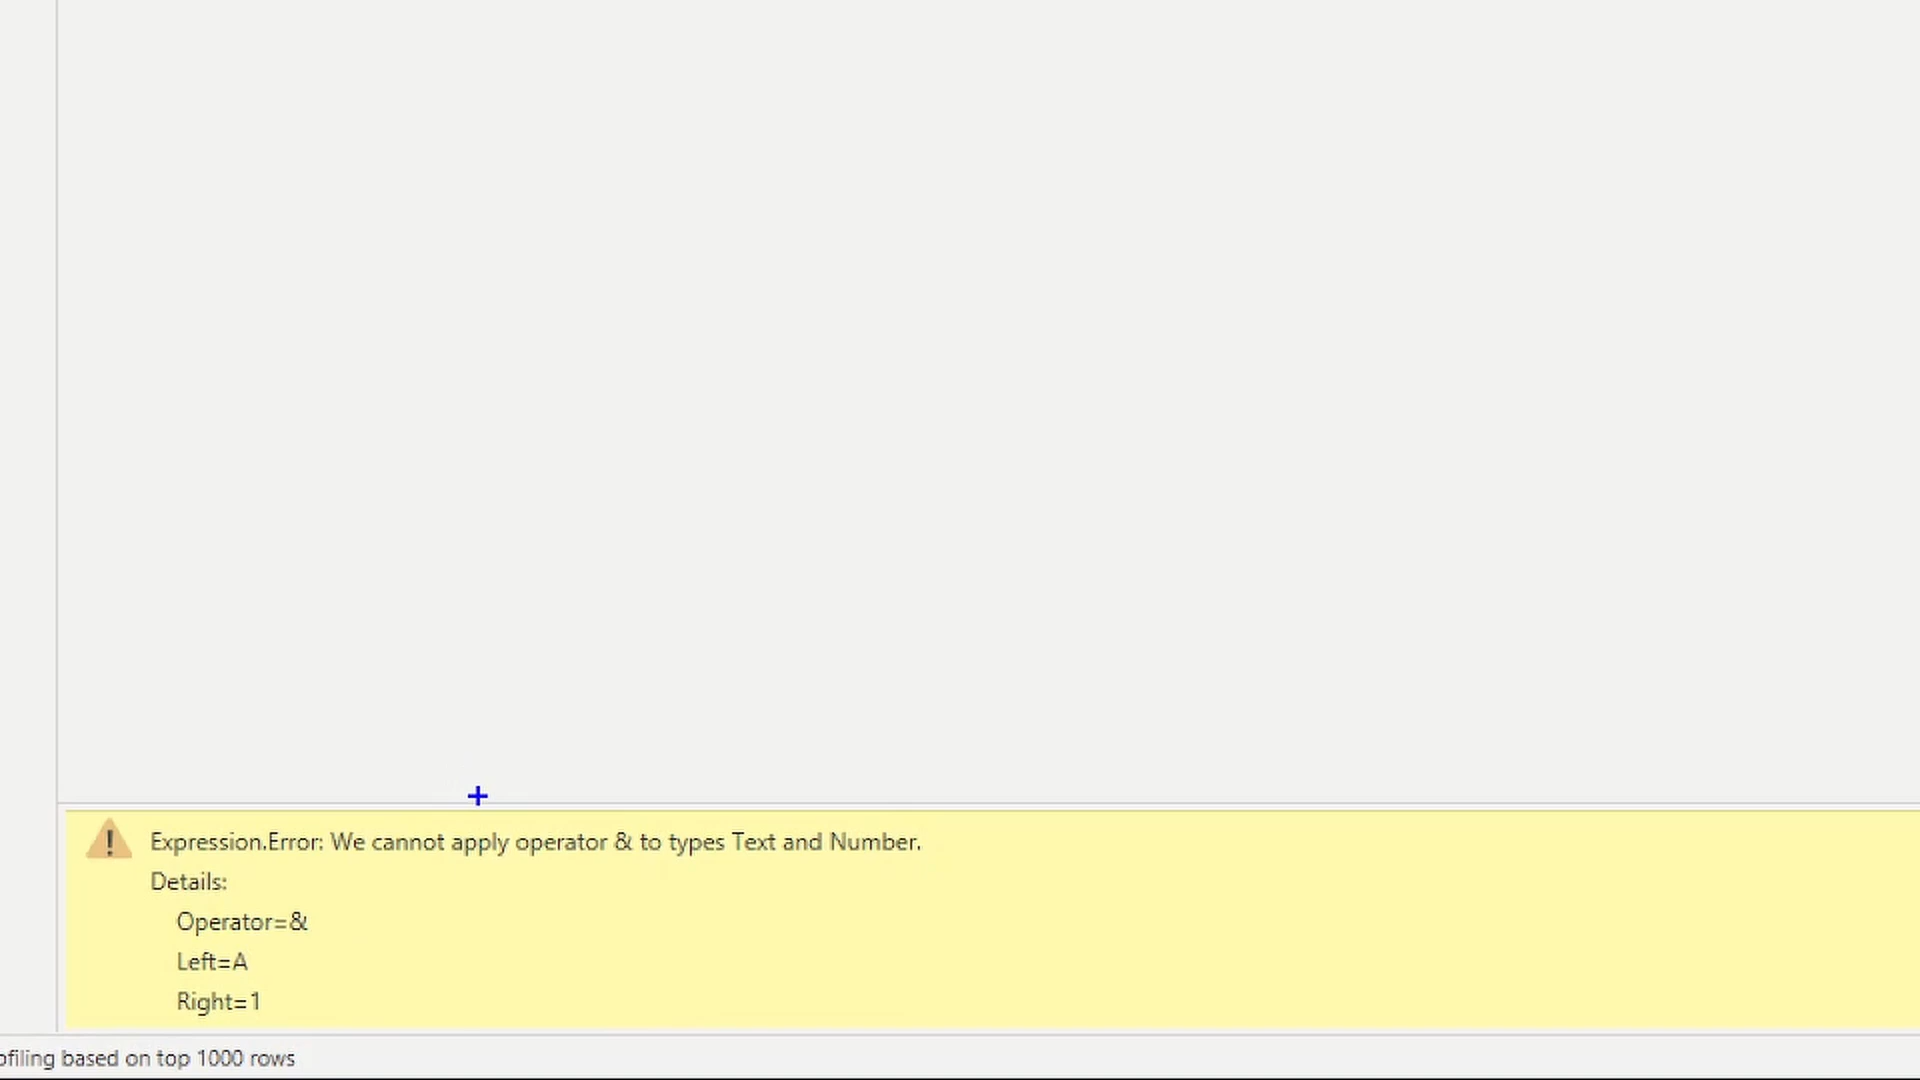 Expression.Error: We cannot apply operator & to types Text and Number.
Details:
Operator=&
Left=A
Right=1
ofiling based on top 1000 rows